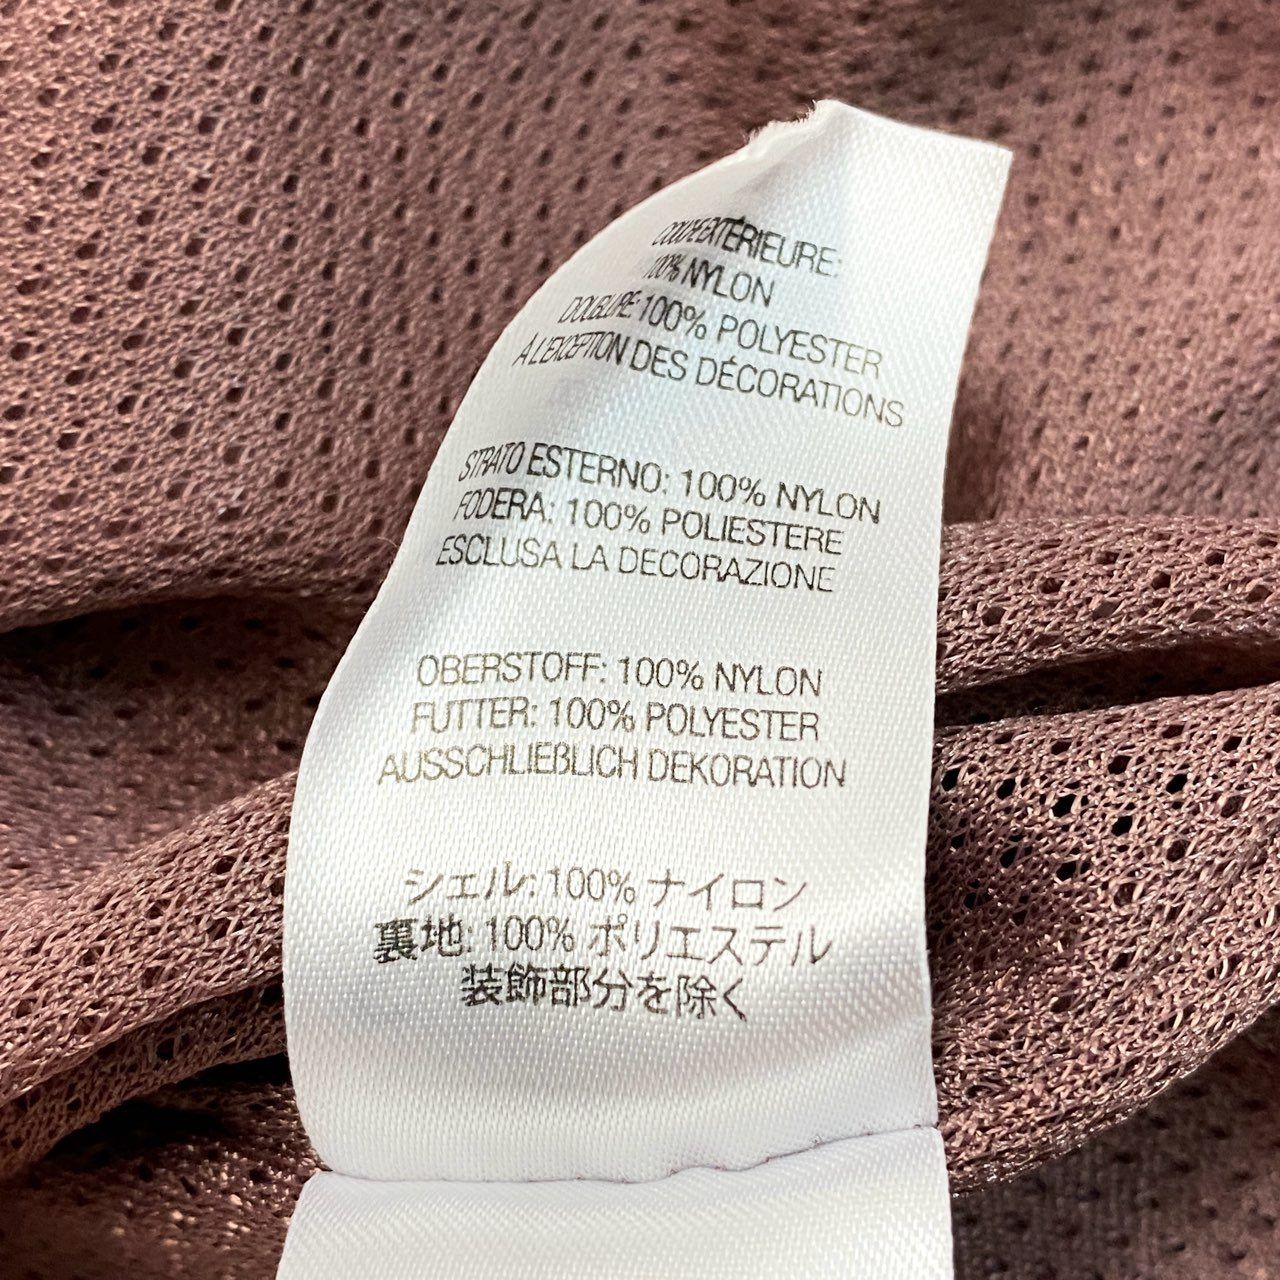 COUCHE EXTÉRIEURE:
100% NYLON
DOUBLURE: 100% POLYESTER
A L'EXCEPTION DES DÉCORATIONS
STRATO ESTERNO: 100% NYLON
FODERA: 100% POLIESTERE
ESCLUSA LA DECORAZIONE
OBERSTOFF: 100% NYLON
FUTTER: 100% POLYESTER
AUSSCHLIEßLICH DEKORATION
シェル: 100% ナイロン
裏地: 100% ポリエステル
装飾部分を除く